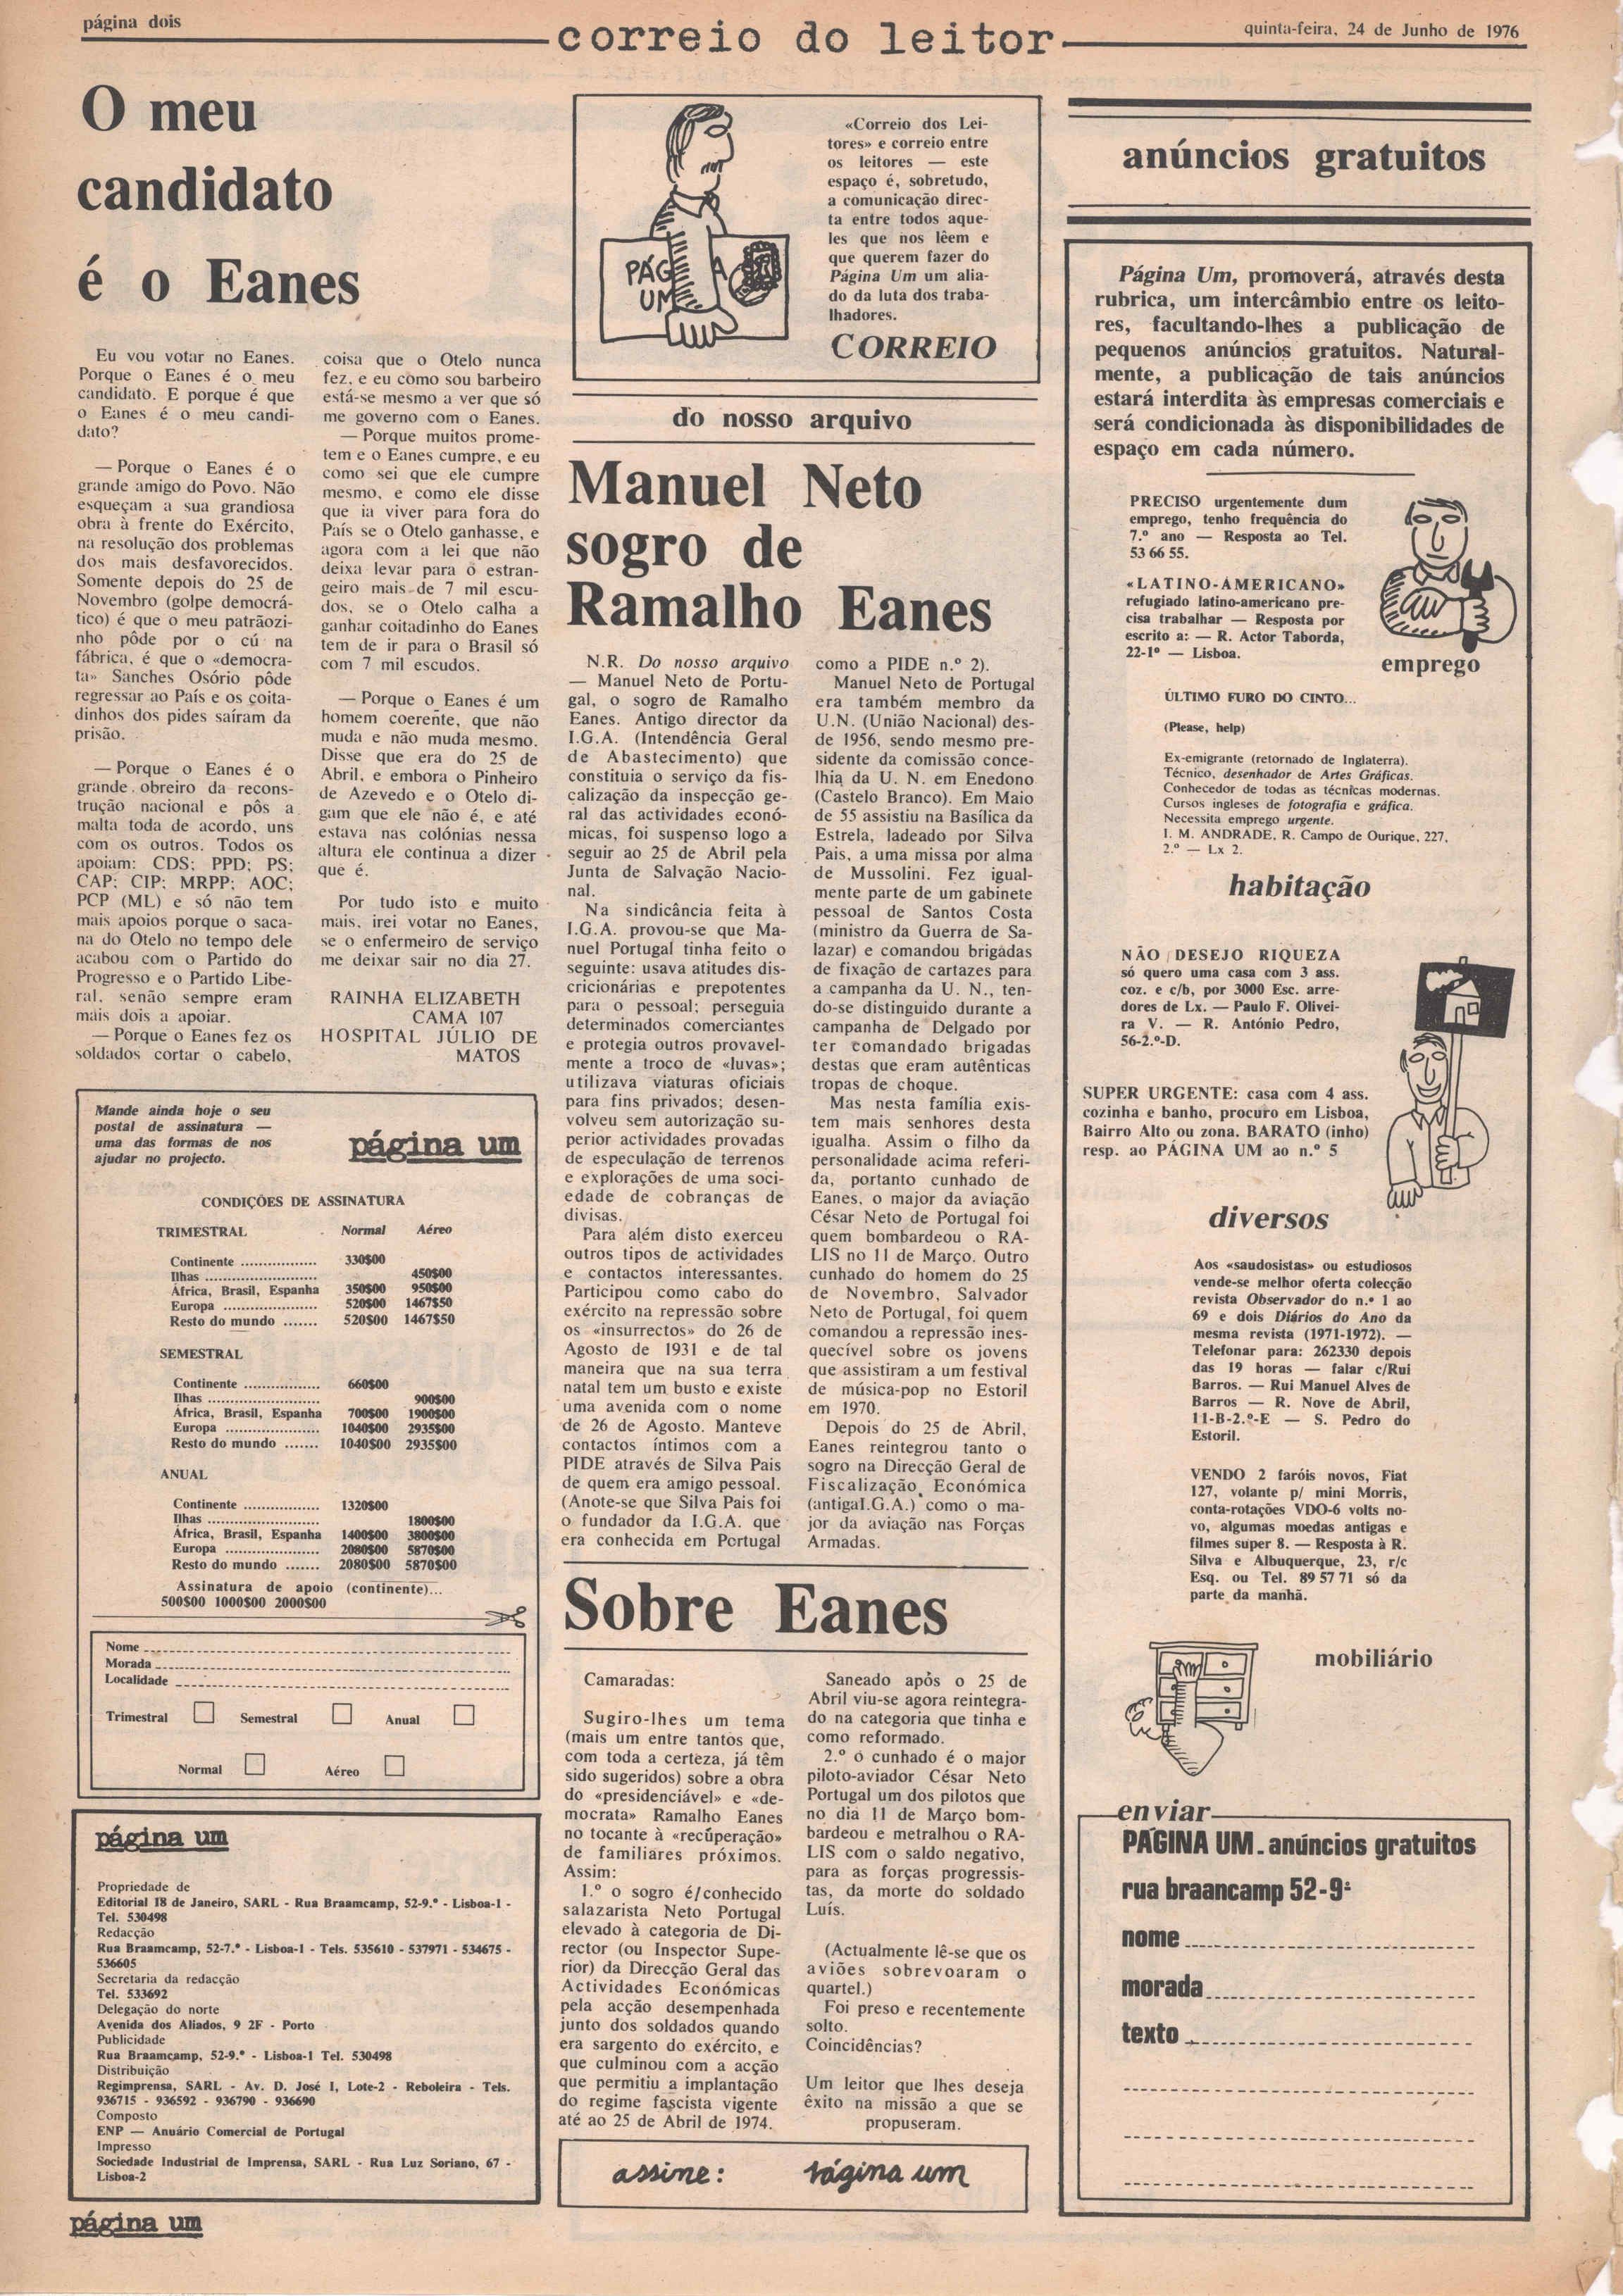 página dois
correio do leitor
quinta-feira, 24 de Junho de 1976
O meu
candidato
é o Eanes
Eu vou votar no Eanes.
Porque o Eanes é o meu
candidato. E porque é que
o Eanes é o meu candi-
dato?
— Porque o Eanes é o
grande amigo do Povo. Não
esqueçam a sua grandiosa
obra à frente do Exército,
na resolução dos problemas
dos mais desfavorecidos.
Somente depois do 25 de
Novembro (golpe democrá-
tico) é que o meu patrãozi-
nho pôde por o cú na
fábrica, é que o «democra-
ta» Sanches Osório pôde
regressar ao País e os coita-
dinhos dos pides saíram da
prisão.
— Porque o Eanes é o
grande obreiro da recons-
trução nacional e pôs a
malta toda de acordo, uns
com os outros. Todos os
apoiam: CDS; PPD; PS;
CAP; CIP; MRPP; AOC;
PCP (ML) e só não tem
mais apoios porque o saca-
na do Otelo no tempo dele
acabou com o Partido do
Progresso e o Partido Libe-
ral, senão sempre eram
mais dois a apoiar.
— Porque o Eanes fez os
soldados cortar o cabelo,
coisa que o Otelo nunca
fez, e eu como sou barbeiro
está-se mesmo a ver que só
me governo com o Eanes.
— Porque muitos prome-
tem e o Eanes cumpre, e eu
como sei que ele cumpre
mesmo, e como ele disse
que ia viver para fora do
País se o Otelo ganhasse, e
agora com a lei que não
deixa levar para o estran-
geiro mais de 7 mil escu-
dos, se o Otelo calha a
ganhar coitadinho do Eanes
tem de ir para o Brasil só
com 7 mil escudos.
— Porque o Eanes é um
homem coerente, que não
muda e não muda mesmo.
Disse que era do 25 de
Abril, e embora o Pinheiro
de Azevedo e o Otelo di-
gam que ele não é, e até
estava nas colónias nessa
altura ele continua a dizer
que é.
Por tudo isto e muito
mais, irei votar no Eanes,
se o enfermeiro de serviço
me deixar sair no dia 27.
RAINHA ELIZABETH
CAMA 107
HOSPITAL JÚLIO DE
MATOS
Mande ainda hoje o seu
postal de assinatura —
uma das formas de nos
ajudar no projecto.
página um
CONDIÇÕES DE ASSINATURA
TRIMESTRAL Normal Aéreo
Continente ................. 330$00
Ilhas ......................... 450$00
África, Brasil, Espanha 350$00 950$00
Europa ..................... 520$00 1467$50
Resto do mundo ....... 520$00 1467$50
SEMESTRAL
Continente ................. 660$00
Ilhas ......................... 900$00
África, Brasil, Espanha 700$00 1900$00
Europa ..................... 1040$00 2935$00
Resto do mundo ....... 1040$00 2935$00
ANUAL
Continente ................. 1320$00
Ilhas ......................... 1800$00
África, Brasil, Espanha 1400$00 3800$00
Europa ..................... 2080$00 5870$00
Resto do mundo ....... 2080$00 5870$00
Assinatura de apoio (continente)...
500$00 1000$00 2000$00
Nome
Morada
Localidade
Trimestral Semestral Anual
Normal Aéreo
página um
Propriedade de
Editorial 18 de Janeiro, SARL - Rua Braamcamp, 52-9.º - Lisboa-1 -
Tel. 530498
Redacção
Rua Braamcamp, 52-7.º - Lisboa-1 - Tels. 535610 - 537971 - 534675 -
536605
Secretaria da redacção
Tel. 533692
Delegação do norte
Avenida dos Aliados, 9 2F - Porto
Publicidade
Rua Braamcamp, 52-9.º - Lisboa-1 Tel. 530498
Distribuição
Regimprensa, SARL - Av. D. José I, Lote-2 - Reboleira - Tels.
936715 - 936592 - 936790 - 936690
Composto
ENP — Anuário Comercial de Portugal
Impresso
Sociedade Industrial de Imprensa, SARL - Rua Luz Soriano, 67 -
Lisboa-2
página um
PÁG
UM
A
«Correio dos Lei-
tores» e correio entre
os leitores — este
espaço é, sobretudo,
a comunicação direc-
ta entre todos aque-
les que nos lêem e
que querem fazer do
Página Um um alia-
do da luta dos traba-
lhadores.
CORREIO
do nosso arquivo
Manuel Neto
sogro de
Ramalho Eanes
N.R. Do nosso arquivo
— Manuel Neto de Portu-
gal, o sogro de Ramalho
Eanes. Antigo director da
I.G.A. (Intendência Geral
de Abastecimento) que
constituia o serviço da fis-
calização da inspecção ge-
ral das actividades econó-
micas, foi suspenso logo a
seguir ao 25 de Abril pela
Junta de Salvação Nacio-
nal.
Na sindicância feita à
I.G.A. provou-se que Ma-
nuel Portugal tinha feito o
seguinte: usava atitudes dis-
cricionárias e prepotentes
para o pessoal; perseguia
determinados comerciantes
e protegia outros provavel-
mente a troco de «luvas»;
utilizava viaturas oficiais
para fins privados; desen-
volveu sem autorização su-
perior actividades provadas
de especulação de terrenos
e explorações de uma soci-
edade de cobranças de
divisas.
Para além disto exerceu
outros tipos de actividades
e contactos interessantes.
Participou como cabo do
exército na repressão sobre
os «insurrectos» do 26 de
Agosto de 1931 e de tal
maneira que na sua terra
natal tem um busto e existe
uma avenida com o nome
de 26 de Agosto. Manteve
contactos íntimos com a
PIDE através de Silva Pais
de quem era amigo pessoal.
(Anote-se que Silva Pais foi
o fundador da I.G.A. que
era conhecida em Portugal
como a PIDE n.º 2).
Manuel Neto de Portugal
era também membro da
U.N. (União Nacional) des-
de 1956, sendo mesmo pre-
sidente da comissão conce-
lhia da U. N. em Enedono
(Castelo Branco). Em Maio
de 55 assistiu na Basílica da
Estrela, ladeado por Silva
Pais, a uma missa por alma
de Mussolini. Fez igual-
mente parte de um gabinete
pessoal de Santos Costa
(ministro da Guerra de Sa-
lazar) e comandou brigadas
de fixação de cartazes para
a campanha da U. N., ten-
do-se distinguido durante a
campanha de Delgado por
ter comandado brigadas
destas que eram autênticas
tropas de choque.
Mas nesta família exis-
tem mais senhores desta
igualha. Assim o filho da
personalidade acima referi-
da, portanto cunhado de
Eanes, o major da aviação
César Neto de Portugal foi
quem bombardeou o RA-
LIS no 11 de Março. Outro
cunhado do homem do 25
de Novembro, Salvador
Neto de Portugal, foi quem
comandou a repressão ines-
quecível sobre os jovens
que assistiram a um festival
de música-pop no Estoril
em 1970.
Depois do 25 de Abril,
Eanes reintegrou tanto o
sogro na Direcção Geral de
Fiscalização Económica
(antigaI.G.A.) como o ma-
jor da aviação nas Forças
Armadas.
Sobre Eanes
Camaradas:
Sugiro-lhes um tema
(mais um entre tantos que,
com toda a certeza, já têm
sido sugeridos) sobre a obra
do «presidenciável» e «de-
mocrata» Ramalho Eanes
no tocante à «recúperação»
de familiares próximos.
Assim:
1.º o sogro é/conhecido
salazarista Neto Portugal
elevado à categoria de Di-
rector (ou Inspector Supe-
rior) da Direcção Geral das
Actividades Económicas
pela acção desempenhada
junto dos soldados quando
era sargento do exército, e
que culminou com a acção
que permitiu a implantação
do regime fascista vigente
até ao 25 de Abril de 1974.
Saneado após o 25 de
Abril viu-se agora reintegra-
do na categoria que tinha e
como reformado.
2.º o cunhado é o major
piloto-aviador César Neto
Portugal um dos pilotos que
no dia 11 de Março bom-
bardeou e metralhou o RA-
LIS com o saldo negativo,
para as forças progressis-
tas, da morte do soldado
Luís.
(Actualmente lê-se que os
aviões sobrevoaram o
quartel.)
Foi preso e recentemente
solto.
Coincidências?
Um leitor que lhes deseja
êxito na missão a que se
propuseram.
assine: página um
anúncios gratuitos
Página Um, promoverá, através desta
rubrica, um intercâmbio entre os leito-
res, facultando-lhes a publicação de
pequenos anúncios gratuitos. Natural-
mente, a publicação de tais anúncios
estará interdita às empresas comerciais e
será condicionada às disponibilidades de
espaço em cada número.
PRECISO urgentemente dum
emprego, tenho frequência do
7.º ano — Resposta ao Tel.
53 66 55.
«LATINO-AMERICANO»
refugiado latino-americano pre-
cisa trabalhar — Resposta por
escrito a: — R. Actor Taborda,
22-1º — Lisboa.
emprego
ÚLTIMO FURO DO CINTO...
(Please, help)
Ex-emigrante (retornado de Inglaterra).
Técnico, desenhador de Artes Gráficas.
Conhecedor de todas as técnicas modernas.
Cursos ingleses de fotografia e gráfica.
Necessita emprego urgente.
I. M. ANDRADE, R. Campo de Ourique, 227,
2.º — Lx 2.
habitação
NÃO DESEJO RIQUEZA
só quero uma casa com 3 ass.
coz. e c/b, por 3000 Esc. arre-
dores de Lx. — Paulo F. Olivei-
ra V. — R. António Pedro,
56-2.º-D.
SUPER URGENTE: casa com 4 ass.
cozinha e banho, procuro em Lisboa,
Bairro Alto ou zona. BARATO (inho)
resp. ao PÁGINA UM ao n.º 5
diversos
Aos «saudosistas» ou estudiosos
vende-se melhor oferta colecção
revista Observador do n.º 1 ao
69 e dois Diários do Ano da
mesma revista (1971-1972). —
Telefonar para: 262330 depois
das 19 horas — falar c/Rui
Barros. — Rui Manuel Alves de
Barros — R. Nove de Abril,
11-B-2.º-E — S. Pedro do
Estoril.
VENDO 2 faróis novos, Fiat
127, volante p/ mini Morris,
conta-rotações VDO-6 volts no-
vo, algumas moedas antigas e
filmes super 8. — Resposta à R.
Silva e Albuquerque, 23, r/c
Esq. ou Tel. 89 57 71 só da
parte da manhã.
mobiliário
enviar
PÁGINA UM - anúncios gratuitos
rua braancamp 52-9º
nome
morada
texto